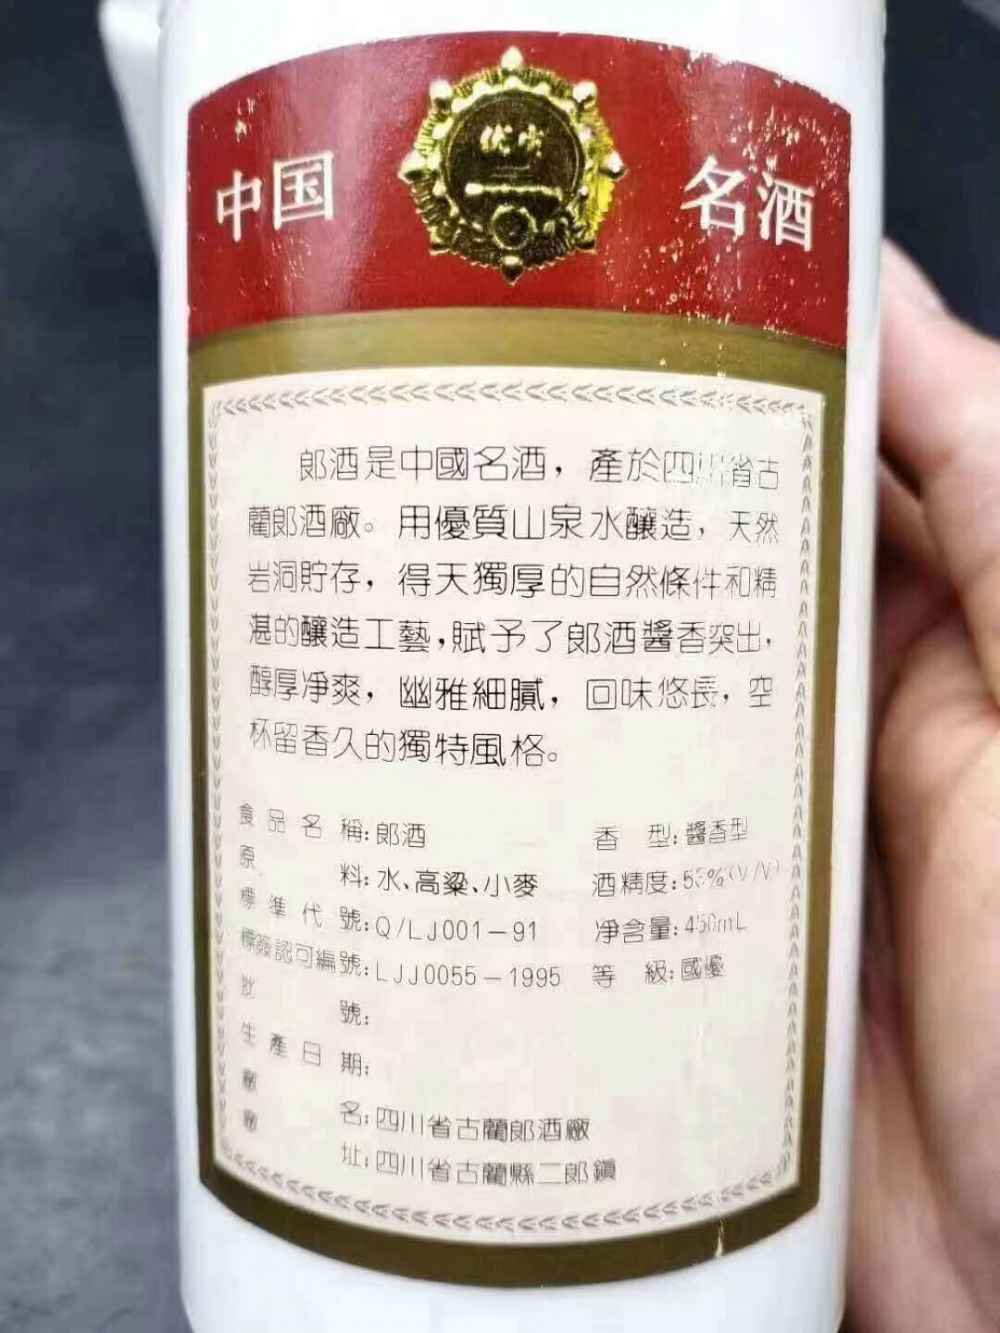 中国 名酒
郎酒是中國名酒，產於四川省古
藺郎酒廠。用優質山泉水釀造，天然
岩洞貯存，得天獨厚的自然條件和精
湛的釀造工藝，賦予了郎酒醬香突出，
醇厚凈爽，幽雅細膩，回味悠長，空
杯留香久的獨特風格。
食品名稱：郎酒 香型：醬香型
原料：水、高粱、小麥 酒精度：53%(V/V)
標準代號：Q/LJ001－91 凈含量：450mL
標簽認可編號：LJJ0055－1995 等級：國優
批號：
生產日期：
廠名：四川省古藺郎酒廠
廠址：四川省古藺縣二郎鎮